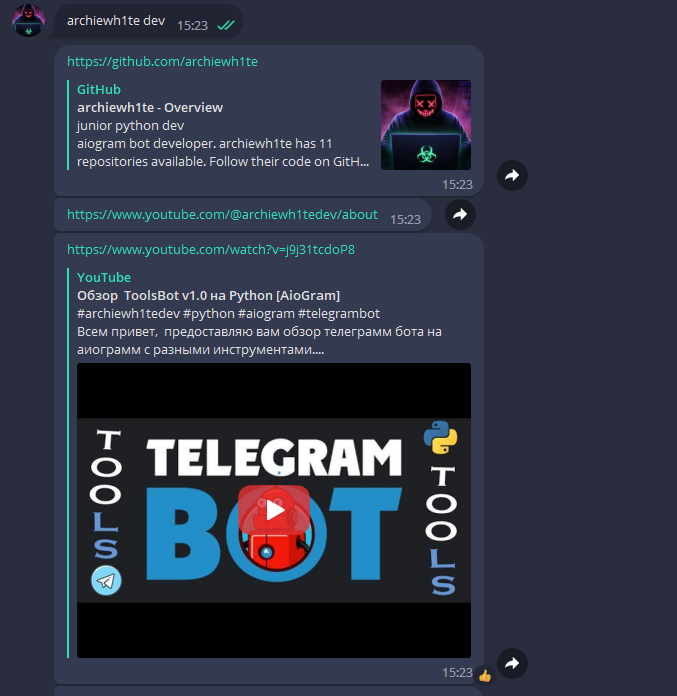 archiewh1te dev 15:23
https://github.com/archiewh1te
GitHub
archiewh1te - Overview
junior python dev
aiogram bot developer. archiewh1te has 11
repositories available. Follow their code on GitH...
15:23
https://www.youtube.com/@archiewh1tedev/about 15:23
https://www.youtube.com/watch?v=j9j31tcdoP8
YouTube
Обзор ToolsBot v1.0 на Python [AioGram]
#archiewh1tedev #python #aiogram #telegrambot
Всем привет, предоставляю вам обзор телеграмм бота на
аиограмм с разными инструментами....
TOOLS
TELEGRAM
BOT
TOOLS
15:23